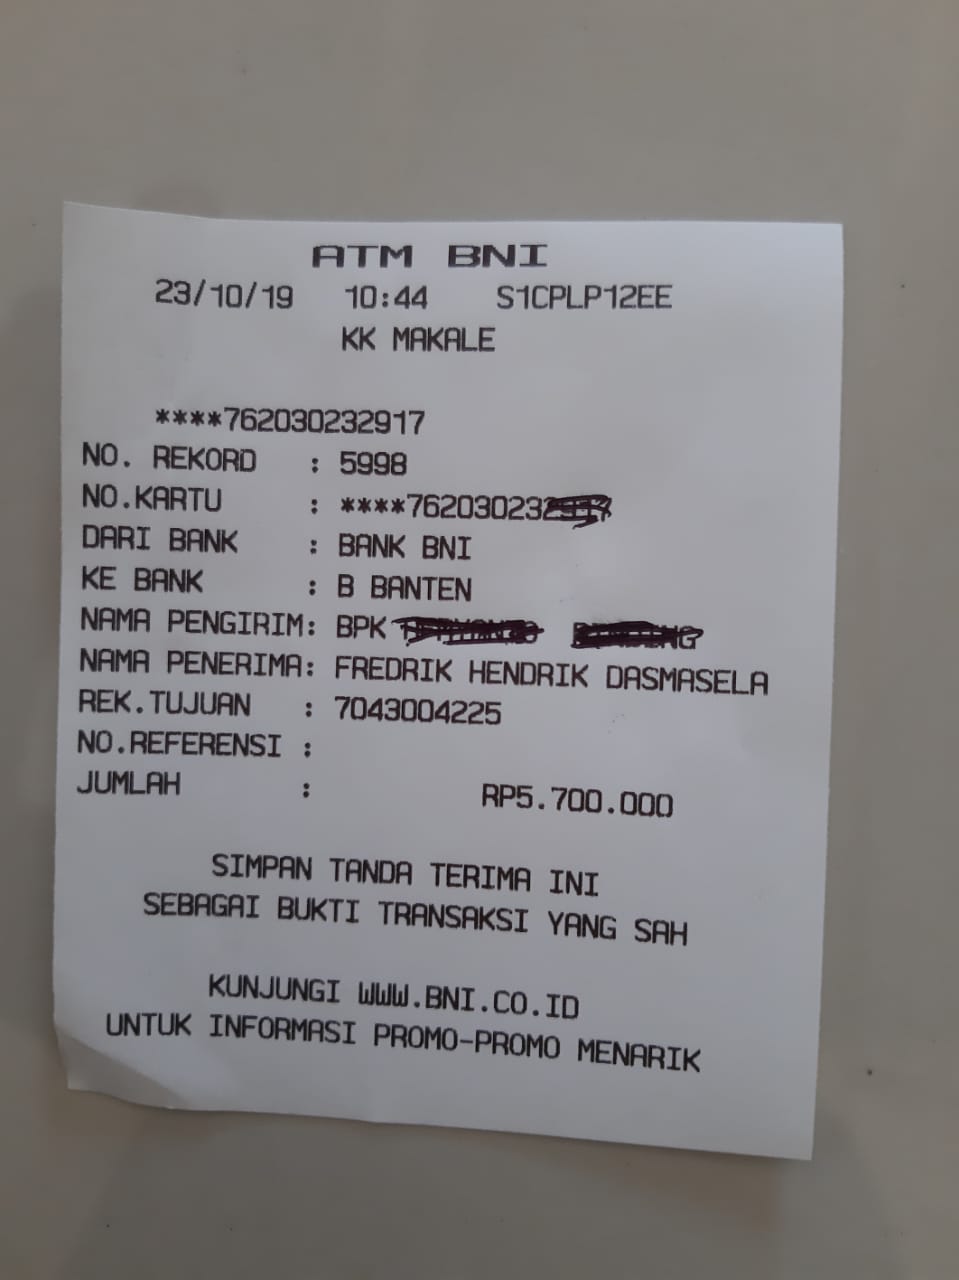 ATM BNI
23/10/19 10:44 S1CPLP12EE
KK MAKALE
****762030232917
NO. REKORD : 5998
NO.KARTU : ****762030232
DARI BANK : BANK BNI
KE BANK : B BANTEN
NAMA PENGIRIM: BPK
NAMA PENERIMA: FREDRIK HENDRIK DASMASELA
REK.TUJUAN : 7043004225
NO.REFERENSI :
JUMLAH : RP5.700.000
SIMPAN TANDA TERIMA INI
SEBAGAI BUKTI TRANSAKSI YANG SAH
KUNJUNGI WWW.BNI.CO.ID
UNTUK INFORMASI PROMO-PROMO MENARIK